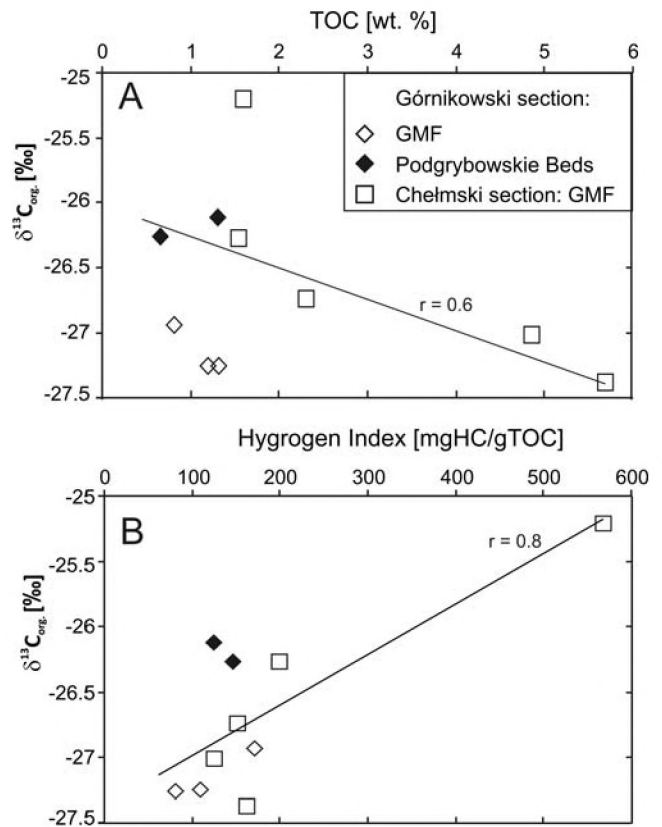 TOC [wt. %]
0 1 2 3 4 5 6
A
Górnikowski section:
GMF
Podgrybowskie Beds
Chełmski section: GMF
δ¹³Corg. [‰]
-25
-25.5
-26
-26.5
-27
-27.5
r = 0.6
Hygrogen Index [mgHC/gTOC]
0 100 200 300 400 500 600
B
r = 0.8
δ¹³Corg. [‰]
-25
-25.5
-26
-26.5
-27
-27.5